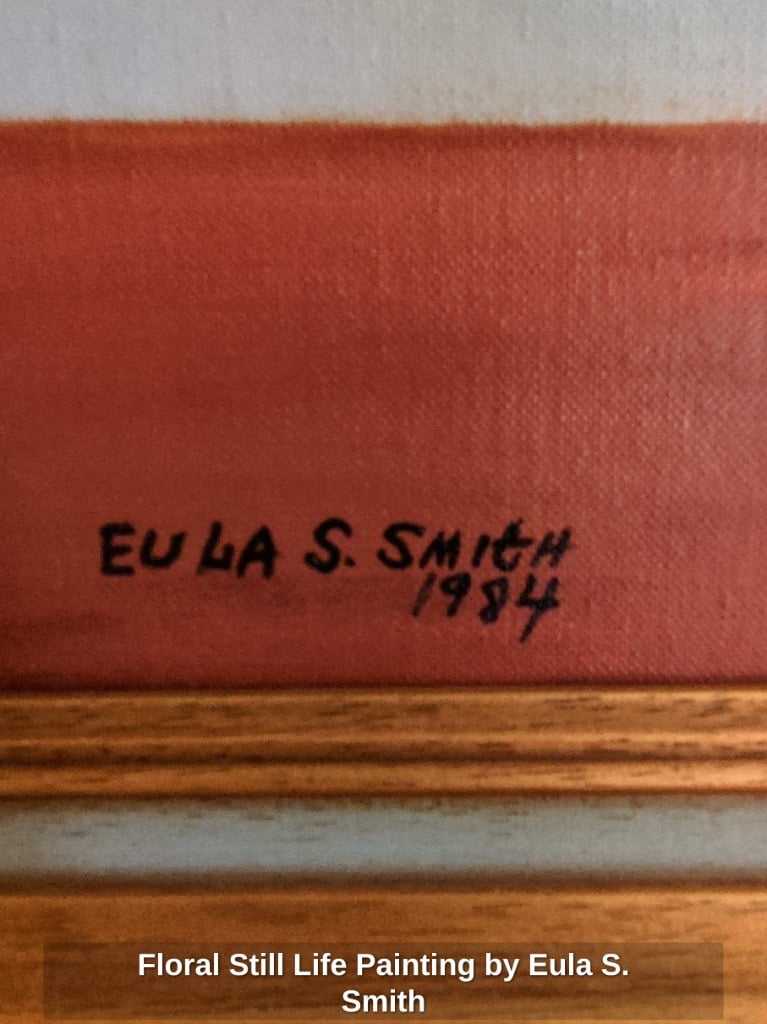 EULA S. SMItH
1984
Floral Still Life Painting by Eula S.
Smith